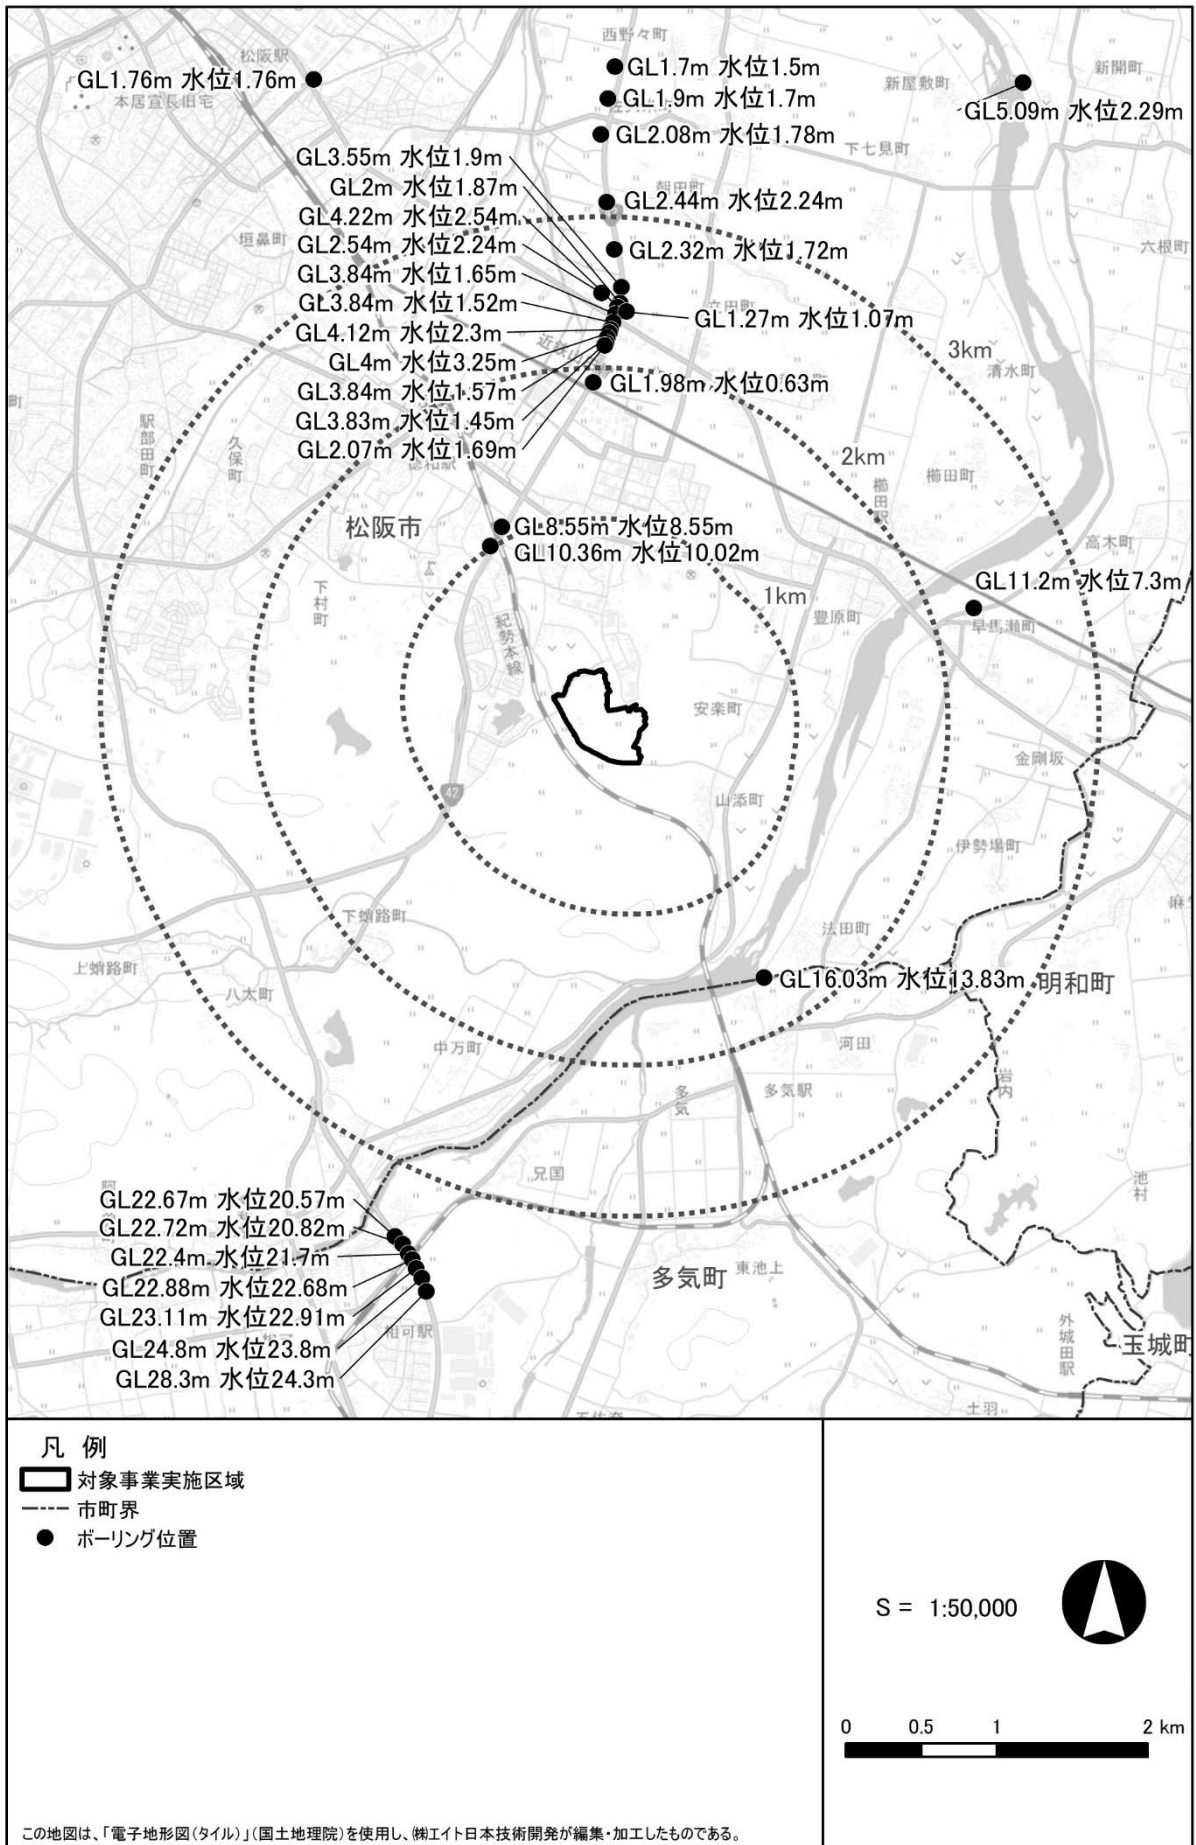 西野々町
松阪駅
GL1.76m 水位1.76m
本居宣長旧宅
GL1.7m 水位1.5m
GL1.9m 水位1.7m
GL2.08m 水位1.78m
新屋敷町
新開町
GL5.09m 水位2.29m
下七見町
GL3.55m 水位1.9m
GL2m 水位1.87m
GL4.22m 水位2.54m
GL2.54m 水位2.24m
GL3.84m 水位1.65m
GL3.84m 水位1.52m
GL4.12m 水位2.3m
GL4m 水位3.25m
GL3.84m 水位1.57m
GL3.83m 水位1.45m
GL2.07m 水位1.69m
朝田町
GL2.44m 水位2.24m
垣鼻町
六根町
GL2.32m 水位1.72m
立田町
GL1.27m 水位1.07m
3km
清水町
GL1.98m 水位0.63m
駅部田町
久保町
徳和駅
2km
櫛田町
櫛田駅
松阪市
GL8.55m 水位8.55m
GL10.36m 水位10.02m
高木町
下村町
GL11.2m 水位7.3m
1km
豊原町
早馬瀬町
紀勢本線
安楽町
金剛坂
42
山添町
伊勢場町
下蛸路町
法田町
上蛸路町
八太町
GL16.03m 水位13.83m
明和町
中万町
河田
多気
多気駅
岩内
兄国
池村
GL22.67m 水位20.57m
GL22.72m 水位20.82m
GL22.4m 水位21.7m
GL22.88m 水位22.68m
GL23.11m 水位22.91m
GL24.8m 水位23.8m
GL28.3m 水位24.3m
相可駅
多気町
東池上
外城田駅
玉城町
土羽
凡 例
対象事業実施区域
市町界
ボーリング位置
S = 1:50,000
0 0.5 1 2 km
この地図は、「電子地形図(タイル)」(国土地理院)を使用し、㈱エイト日本技術開発が編集・加工したものである。